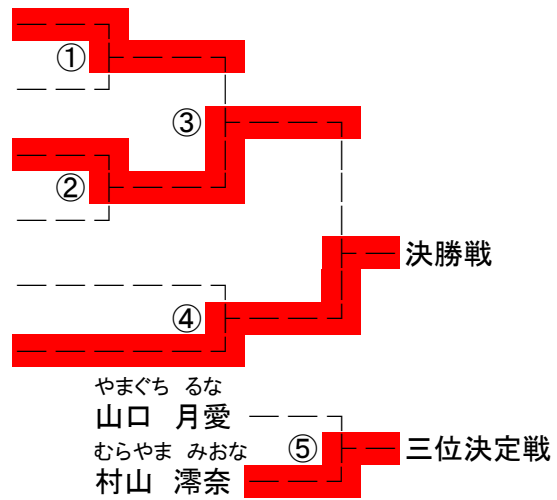 ①
③
②
決勝戦
④
やまぐち るな
山口 月愛
むらやま みおな
⑤ 三位決定戦
村山 澪奈